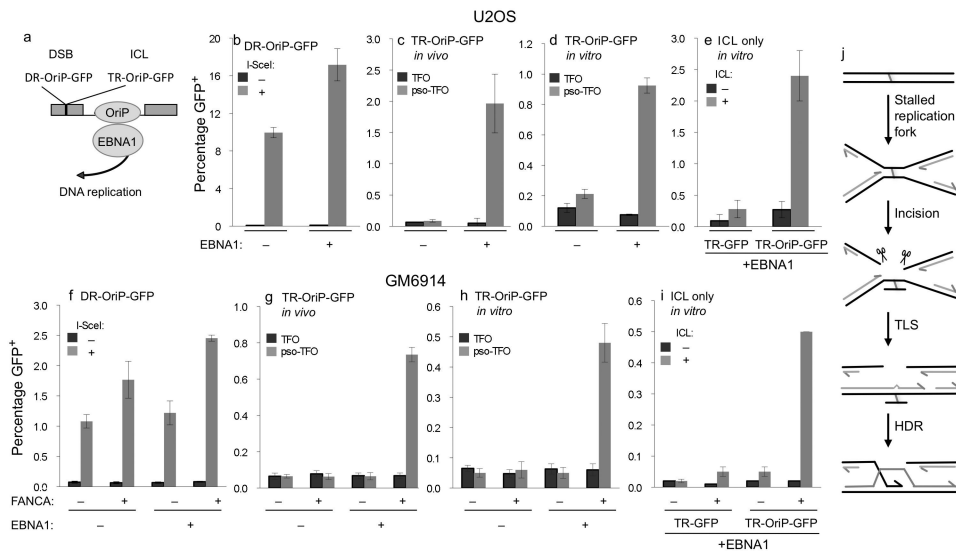 U2OS
a
DSB ICL
DR-OriP-GFP TR-OriP-GFP
OriP
EBNA1
DNA replication
b DR-OriP-GFP
I-SceI:
–
+
Percentage GFP+
20
16
12
8
4
0
EBNA1: – +
c TR-OriP-GFP
in vivo
TFO
pso-TFO
3.0
2.5
2.0
1.5
1.0
0.5
0.0
– +
d TR-OriP-GFP
in vitro
TFO
pso-TFO
1.2
1.0
0.8
0.6
0.4
0.2
0.0
– +
e ICL only
in vitro
ICL:
–
+
3.0
2.5
2.0
1.5
1.0
0.5
0.0
TR-GFP TR-OriP-GFP
+EBNA1
GM6914
f DR-OriP-GFP
I-SceI:
–
+
Percentage GFP+
3.0
2.5
2.0
1.5
1.0
0.5
0.0
FANCA: – + – +
EBNA1: – +
g TR-OriP-GFP
in vivo
TFO
pso-TFO
1.0
0.8
0.6
0.4
0.2
0.0
– + – +
– +
h TR-OriP-GFP
in vitro
TFO
pso-TFO
0.6
0.5
0.4
0.3
0.2
0.1
0.0
– + – +
– +
i ICL only
in vitro
ICL:
–
+
0.6
0.5
0.4
0.3
0.2
0.1
0.0
– + – +
TR-GFP TR-OriP-GFP
+EBNA1
j
Stalled
replication
fork
Incision
TLS
HDR